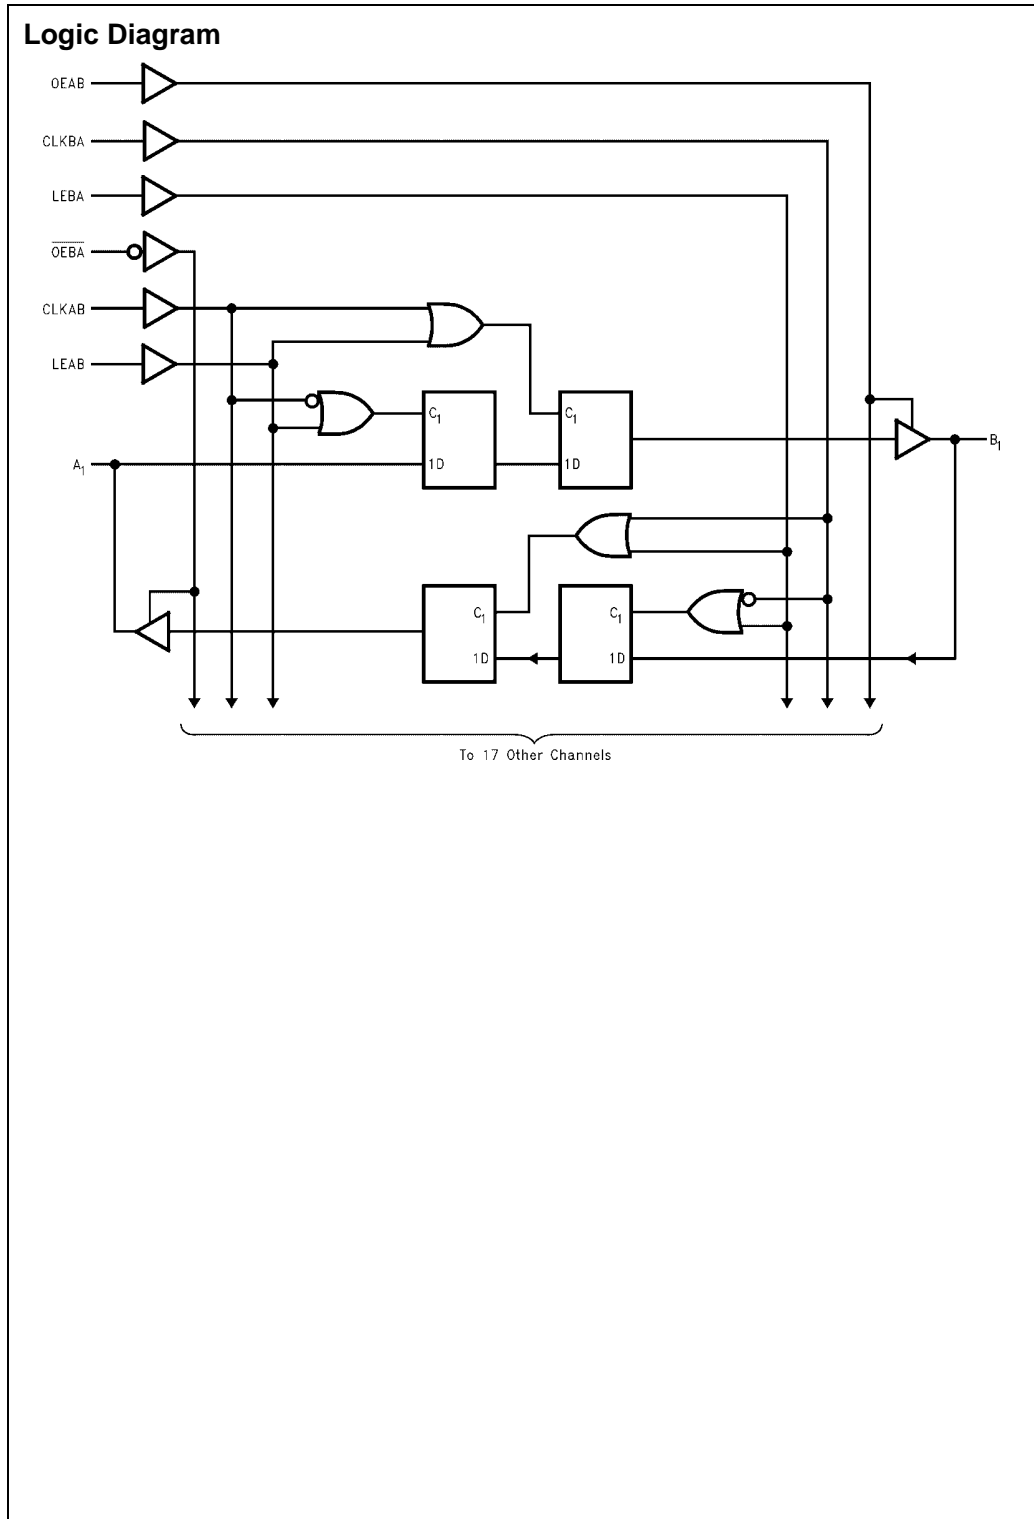 Logic Diagram
OEAB
CLKBA
LEBA
OEBA
CLKAB
LEAB
C1
C1
A1
1D
1D
B1
C1
C1
1D
1D
To 17 Other Channels